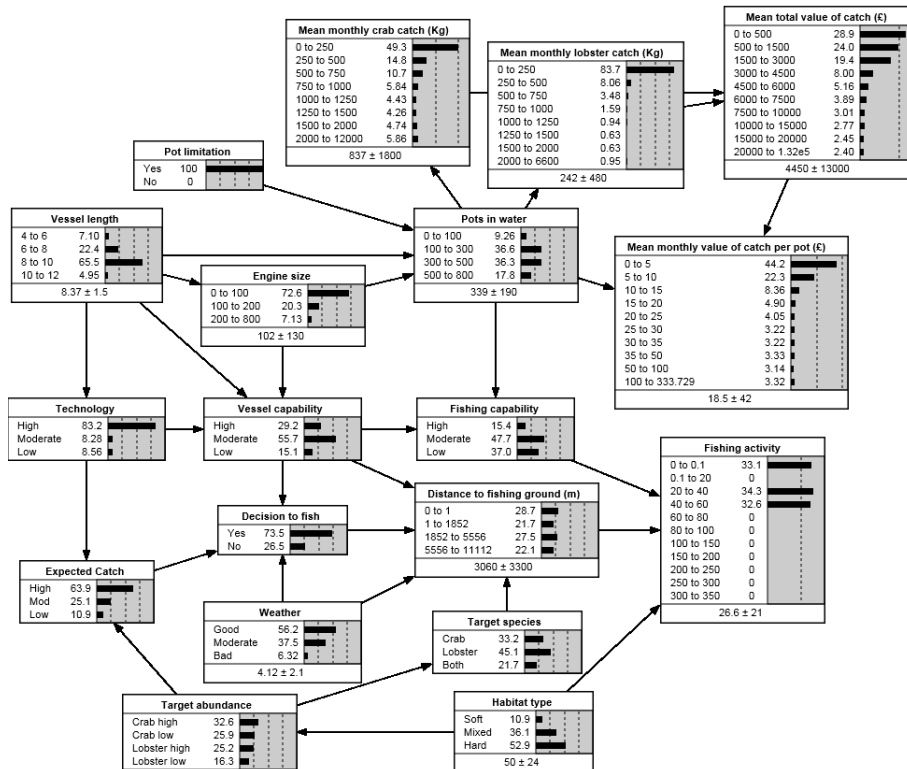 Mean monthly crab catch (Kg)
0 to 250 49.3
250 to 500 14.8
500 to 750 10.7
750 to 1000 5.84
1000 to 1250 4.43
1250 to 1500 4.26
1500 to 2000 4.74
2000 to 12000 5.86
837 ± 1800
Mean monthly lobster catch (Kg)
0 to 250 83.7
250 to 500 8.06
500 to 750 3.48
750 to 1000 1.59
1000 to 1250 0.94
1250 to 1500 0.63
1500 to 2000 0.63
2000 to 6600 0.95
242 ± 480
Mean total value of catch (£)
0 to 500 28.9
500 to 1500 24.0
1500 to 3000 19.4
3000 to 4500 8.00
4500 to 6000 5.16
6000 to 7500 3.89
7500 to 10000 3.01
10000 to 15000 2.77
15000 to 20000 2.45
20000 to 1.32e5 2.40
4450 ± 13000
Pot limitation
Yes 100
No 0
Vessel length
4 to 6 7.10
6 to 8 22.4
8 to 10 65.5
10 to 12 4.95
8.37 ± 1.5
Engine size
0 to 100 72.6
100 to 200 20.3
200 to 800 7.13
102 ± 130
Pots in water
0 to 100 9.26
100 to 300 36.6
300 to 500 36.3
500 to 800 17.8
339 ± 190
Mean monthly value of catch per pot (£)
0 to 5 44.2
5 to 10 22.3
10 to 15 8.36
15 to 20 4.90
20 to 25 4.05
25 to 30 3.22
30 to 35 3.22
35 to 50 3.33
50 to 100 3.14
100 to 333.729 3.32
18.5 ± 42
Technology
High 83.2
Moderate 8.28
Low 8.56
Vessel capability
High 29.2
Moderate 55.7
Low 15.1
Fishing capability
High 15.4
Moderate 47.7
Low 37.0
Fishing activity
0 to 0.1 33.1
0.1 to 20 0
20 to 40 34.3
40 to 60 32.6
60 to 80 0
80 to 100 0
100 to 150 0
150 to 200 0
200 to 250 0
250 to 300 0
300 to 350 0
26.6 ± 21
Decision to fish
Yes 73.5
No 26.5
Distance to fishing ground (m)
0 to 1 28.7
1 to 1852 21.7
1852 to 5556 27.5
5556 to 11112 22.1
3060 ± 3300
Expected Catch
High 63.9
Mod 25.1
Low 10.9
Weather
Good 56.2
Moderate 37.5
Bad 6.32
4.12 ± 2.1
Target species
Crab 33.2
Lobster 45.1
Both 21.7
Target abundance
Crab high 32.6
Crab low 25.9
Lobster high 25.2
Lobster low 16.3
Habitat type
Soft 10.9
Mixed 36.1
Hard 52.9
50 ± 24